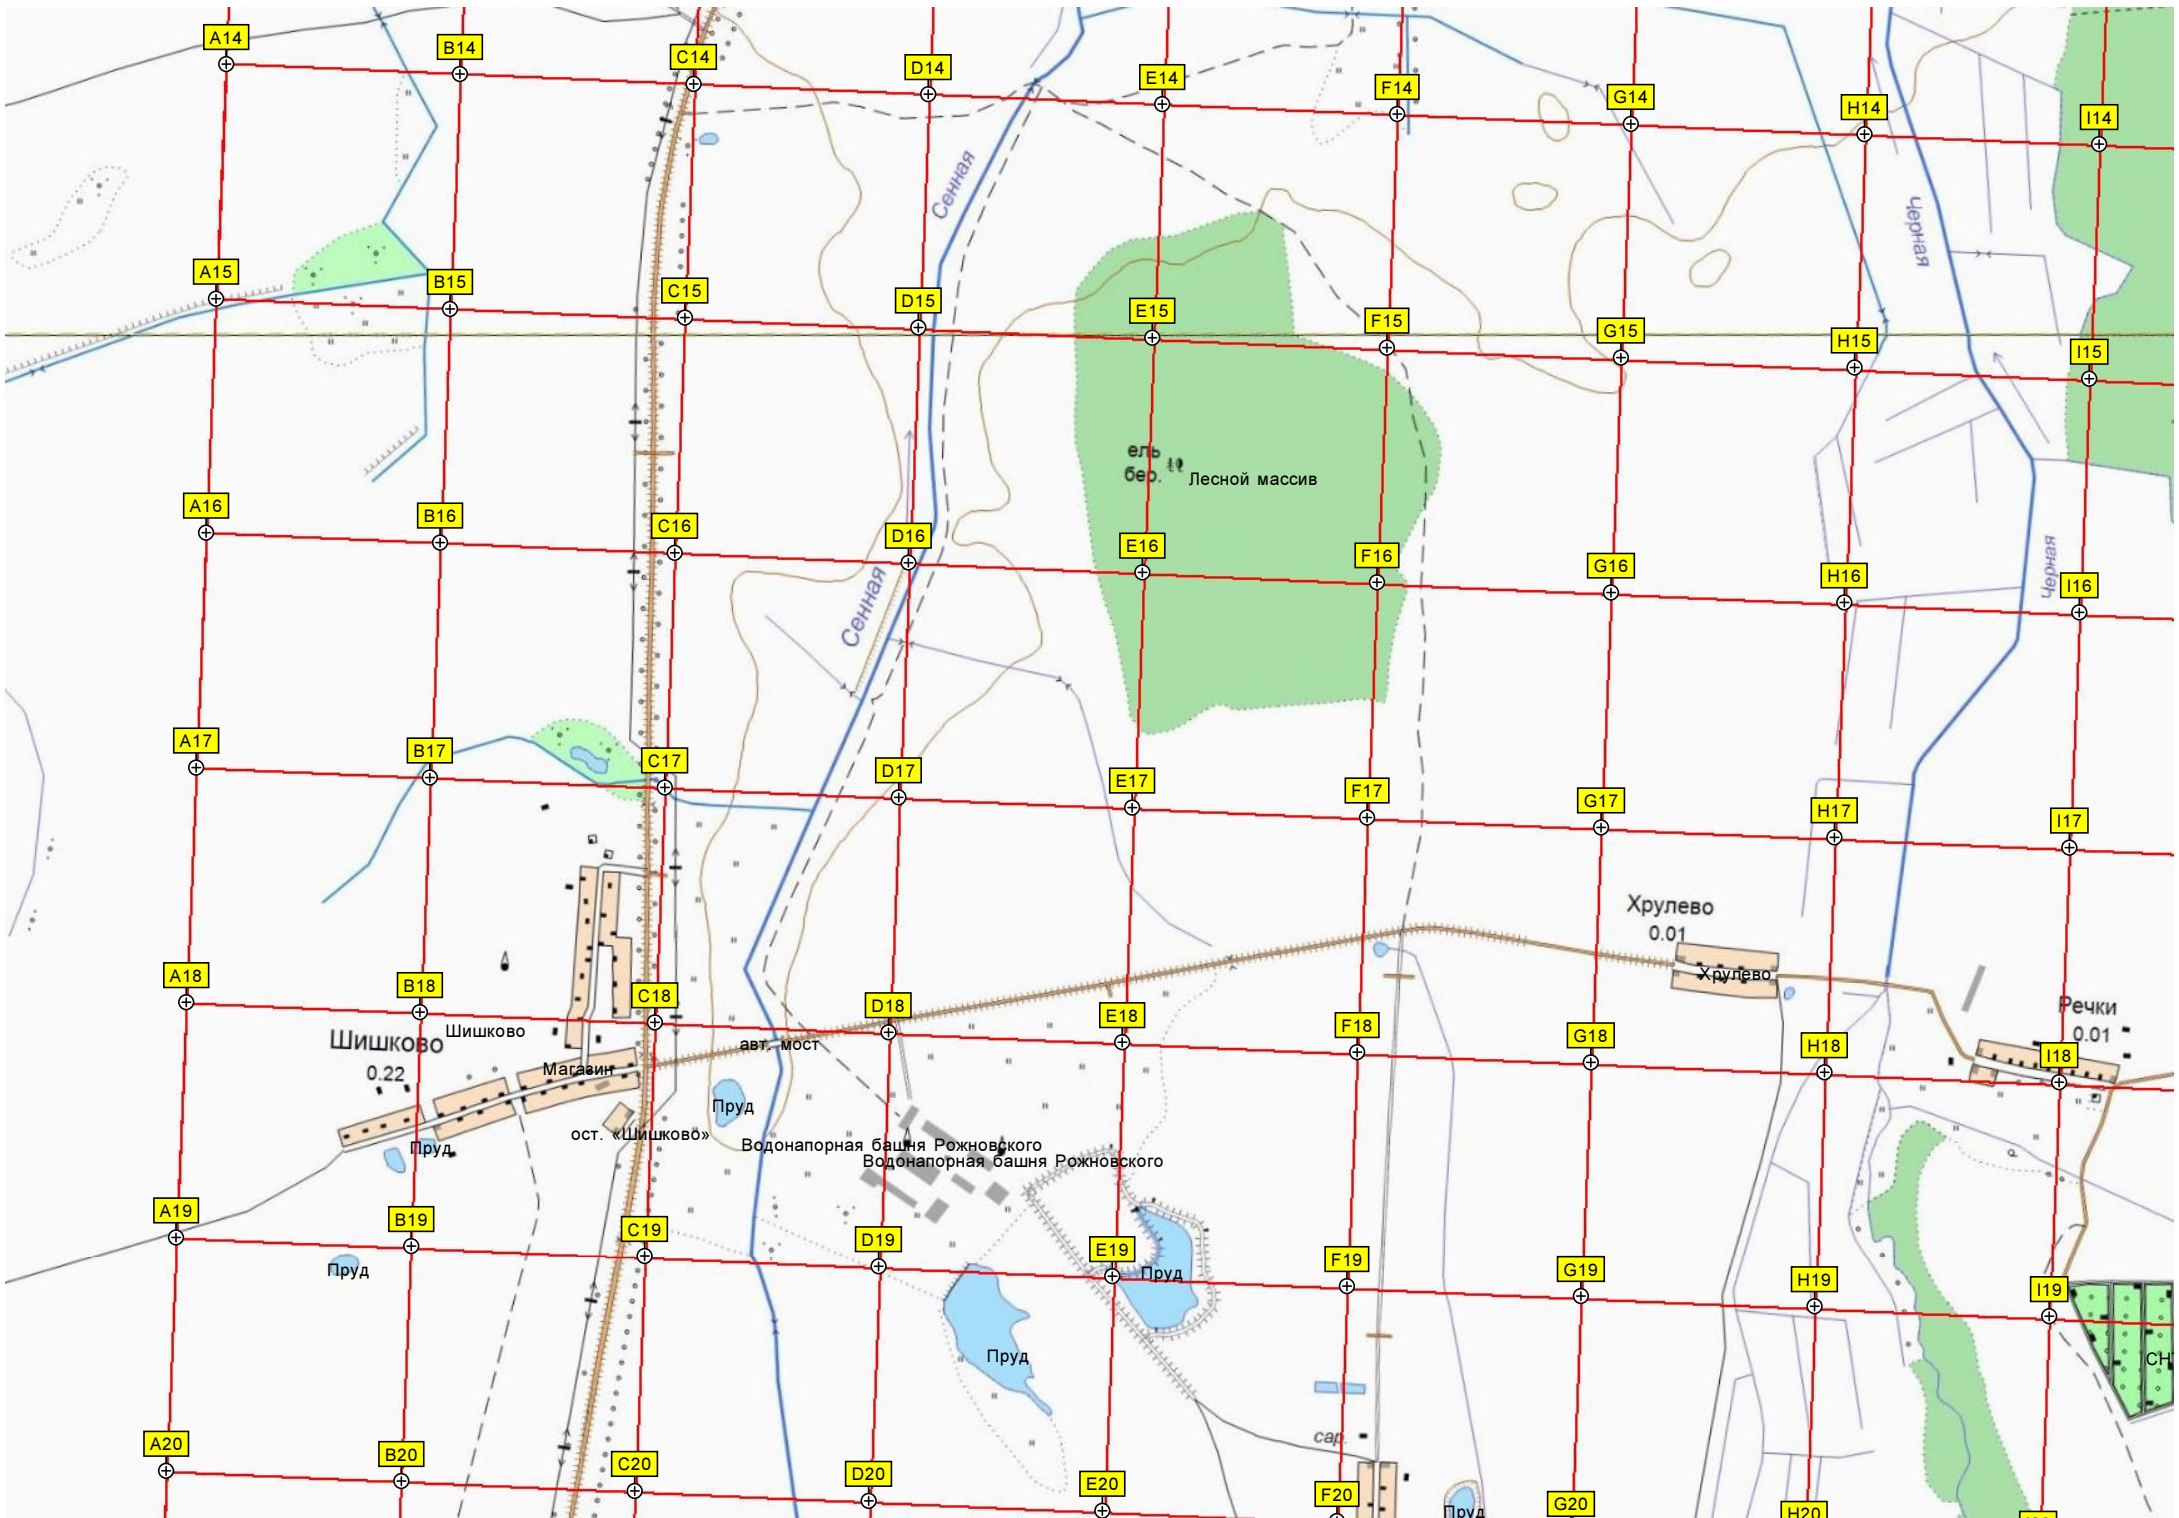 A14
B14
C14
D14
E14
F14
G14
H14
I14
Сенная
Черная
A15
B15
C15
D15
E15
F15
G15
H15
I15
ель
бер.
Лесной массив
A16
B16
C16
D16
E16
F16
G16
H16
I16
Сенная
Черная
A17
B17
C17
D17
E17
F17
G17
H17
I17
Хрулево
0.01
Хрулево
A18
B18
C18
D18
E18
F18
G18
H18
I18
Речки
0.01
Шишково
0.22
Шишково
авт. мост
Магазин
Пруд
ост. «Шишково»
Пруд
Водонапорная башня Рожновского
Водонапорная башня Рожновского
A19
B19
C19
D19
E19
F19
G19
H19
I19
Пруд
Пруд
Пруд
СНТ
сар.
A20
B20
C20
D20
E20
F20
G20
H20
Пруд